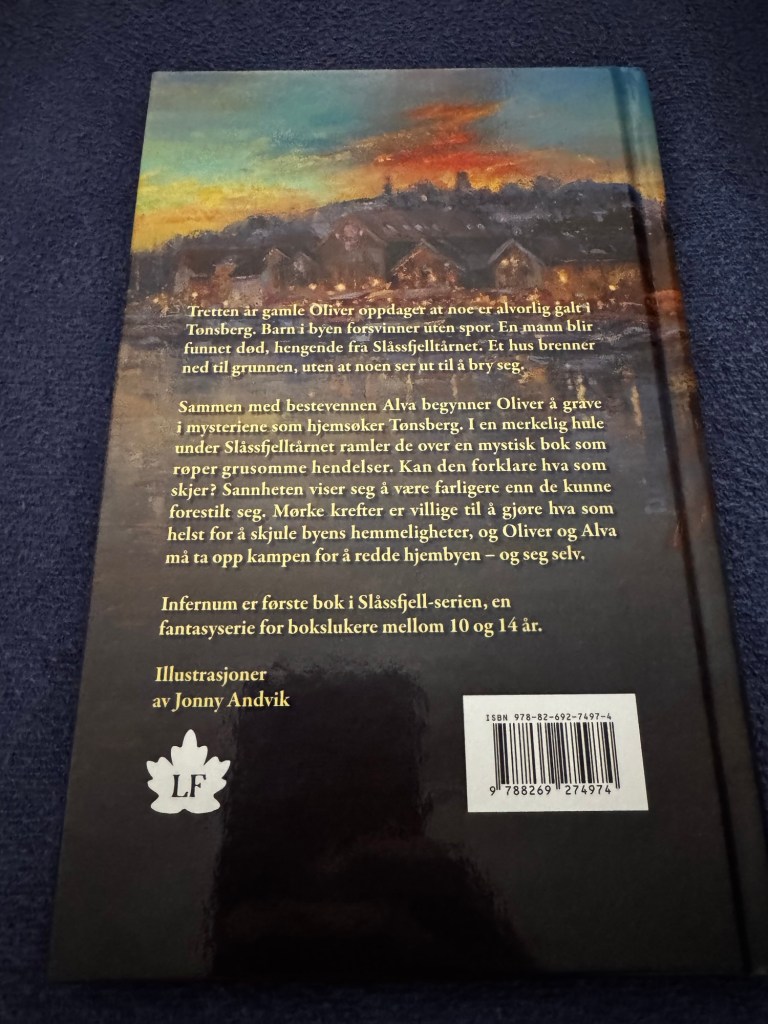 Tretten år gamle Oliver oppdager at noe er alvorlig galt i
Tønsberg. Barn i byen forsvinner uten spor. En mann blir
funnet død, hengende fra Slåssfjelltårnet. Et hus brenner
ned til grunnen, uten at noen ser ut til å bry seg.
Sammen med bestevennen Alva begynner Oliver å grave
i mysteriene som hjemsøker Tønsberg. I en merkelig hule
under Slåssfjelltårnet ramler de over en mystisk bok som
røper grusomme hendelser. Kan den forklare hva som
skjer? Sannheten viser seg å være farligere enn de kunne
forestilt seg. Mørke krefter er villige til å gjøre hva som
helst for å skjule byens hemmeligheter, og Oliver og Alva
må ta opp kampen for å redde hjembyen – og seg selv.
Infernum er første bok i Slåssfjell-serien, en
fantasyserie for bokslukere mellom 10 og 14 år.
Illustrasjoner
av Jonny Andvik
LF
ISBN 978-82-692-7497-4
9 788269 274974